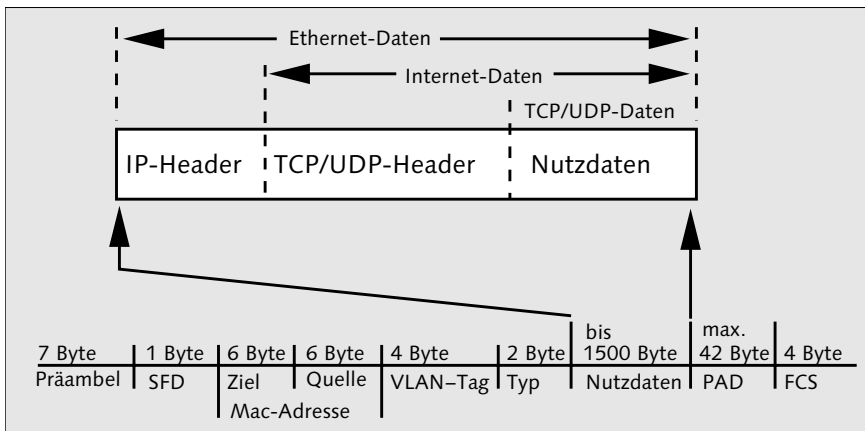 Ethernet-Daten
Internet-Daten
TCP/UDP-Daten
IP-Header TCP/UDP-Header Nutzdaten
bis max.
7 Byte 1 Byte 6 Byte 6 Byte 4 Byte 2 Byte 1500 Byte 42 Byte 4 Byte
Präambel SFD Ziel Quelle VLAN–Tag Typ Nutzdaten PAD FCS
Mac-Adresse